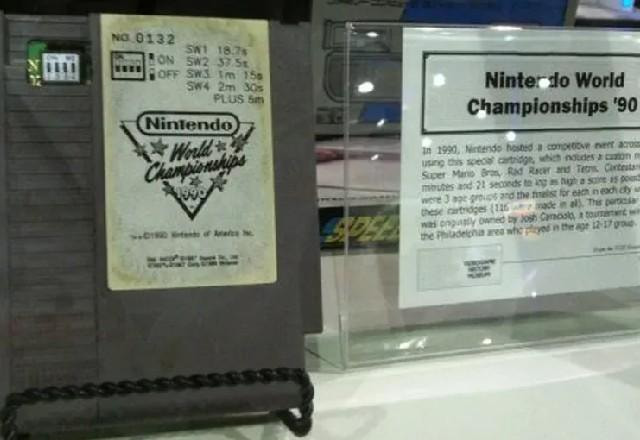 NO. 0132
SW1 18.7s
ON SW2 37.5s
OFF SW3 1m 15s
SW4 2m 30s
PLUS 5m
Nintendo
World
Championships
1990
©1990 Nintendo of America Inc.
Nintendo World
Championships '90
In 1990, Nintendo hosted a competitive event across
using this special cartridge, which includes a custom
Super Mario Bros, Rad Racer and Tetris. Contestan
minutes and 21 seconds to log as high a score as possi
were 3 age groups and the finalist for each in each city
these cartridges (116 made in all). This particular
was originally owned by Josh Caraciolo, a tournament
the Philadelphia area who played in the age 12-17 group.
VIDEOGAME
HISTORY
MUSEUM
SPEE